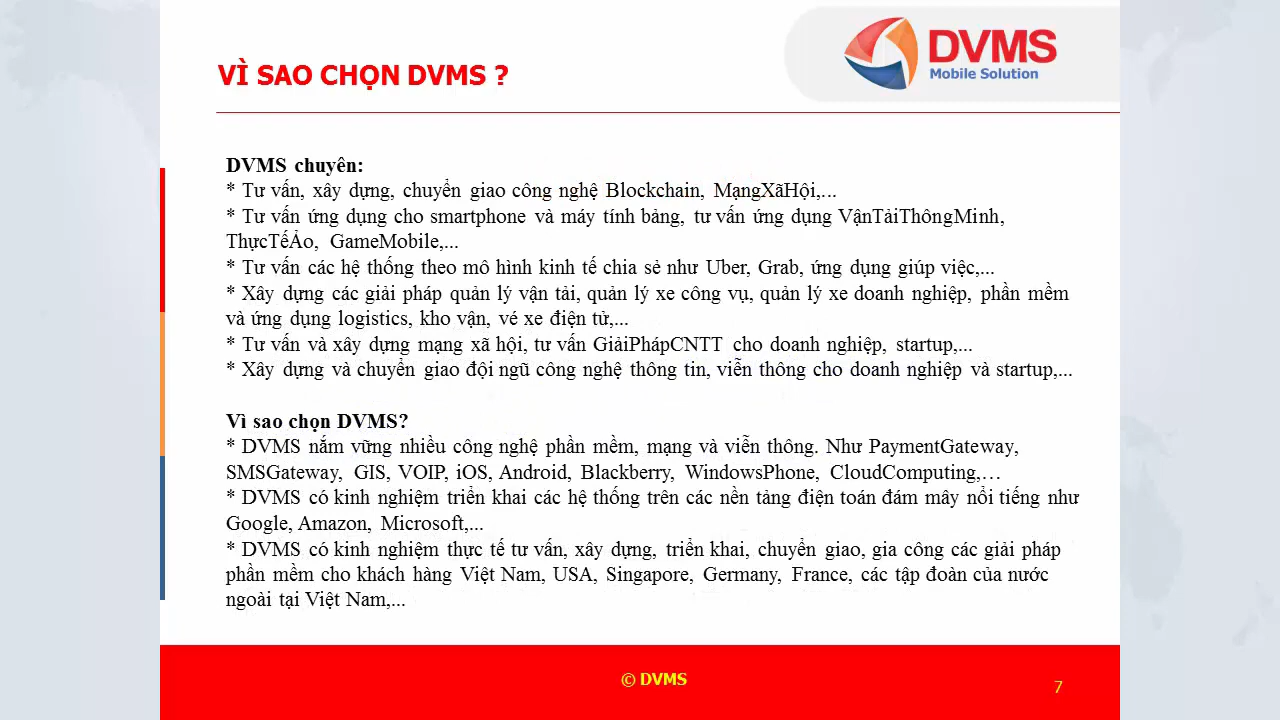 VÌ SAO CHỌN DVMS ?
DVMS
Mobile Solution
DVMS chuyên:
* Tư vấn, xây dựng, chuyển giao công nghệ Blockchain, MạngXãHội,...
* Tư vấn ứng dụng cho smartphone và máy tính bảng, tư vấn ứng dụng VậnTảiThôngMinh,
ThựcTếẢo, GameMobile,...
* Tư vấn các hệ thống theo mô hình kinh tế chia sẻ như Uber, Grab, ứng dụng giúp việc,...
* Xây dựng các giải pháp quản lý vận tải, quản lý xe công vụ, quản lý xe doanh nghiệp, phần mềm
và ứng dụng logistics, kho vận, vé xe điện tử,...
* Tư vấn và xây dựng mạng xã hội, tư vấn GiảiPhápCNTT cho doanh nghiệp, startup,...
* Xây dựng và chuyển giao đội ngũ công nghệ thông tin, viễn thông cho doanh nghiệp và startup,...
Vì sao chọn DVMS?
* DVMS nắm vững nhiều công nghệ phần mềm, mạng và viễn thông. Như PaymentGateway,
SMSGateway, GIS, VOIP, iOS, Android, Blackberry, WindowsPhone, CloudComputing,…
* DVMS có kinh nghiệm triển khai các hệ thống trên các nền tảng điện toán đám mây nổi tiếng như
Google, Amazon, Microsoft,...
* DVMS có kinh nghiệm thực tế tư vấn, xây dựng, triển khai, chuyển giao, gia công các giải pháp
phần mềm cho khách hàng Việt Nam, USA, Singapore, Germany, France, các tập đoàn của nước
ngoài tại Việt Nam,...
© DVMS
7